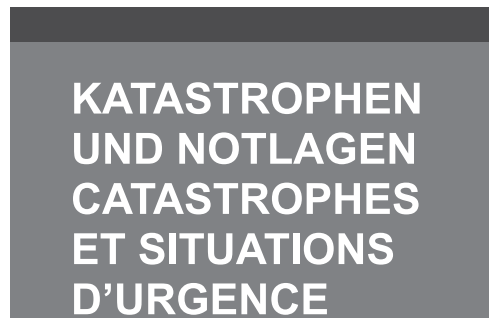 KATASTROPHEN
UND NOTLAGEN
CATASTROPHES
ET SITUATIONS
D'URGENCE